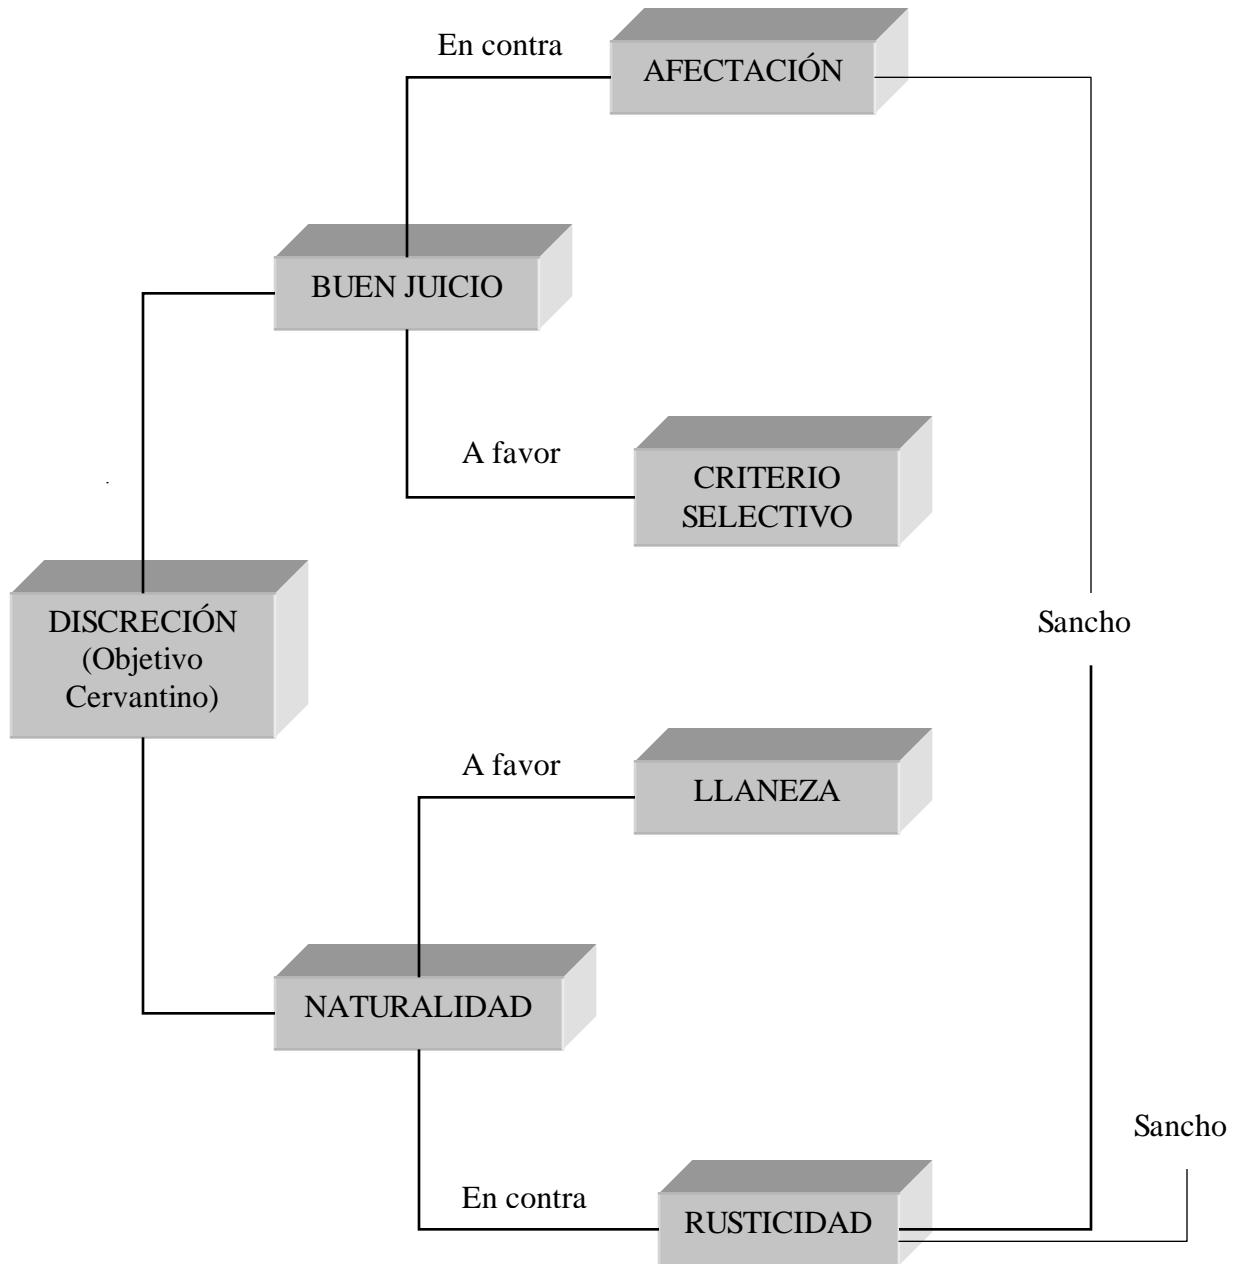 En contra
AFECTACIÓN
BUEN JUICIO
A favor
CRITERIO
SELECTIVO
DISCRECIÓN
(Objetivo
Cervantino)
Sancho
A favor
LLANEZA
NATURALIDAD
Sancho
En contra
RUSTICIDAD